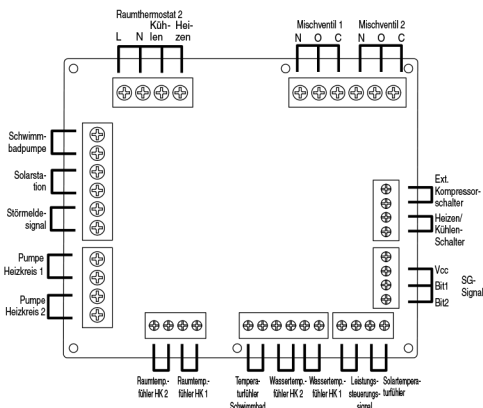 Raumthermostat 2
L N Küh-
len Hei-
zen
Mischventil 1
N O C
Mischventil 2
N O C
Schwimm-
badpumpe
Solarsta-
tion
Störmelde-
signal
Pumpe
Heizkreis 1
Pumpe
Heizkreis 2
Ext.
Kompressor-
schalter
Heizen/
Kühlen-
Schalter
Vcc
Bit1
Bit2
SG-
Signal
Raumtemp.-
fühler HK 2
Raumtemp.-
fühler HK 1
Tempera-
turfühler
Schwimmbad
Wassertemp.-
fühler HK 2
Wassertemp.-
fühler HK 1
Leistungs-
steuerungs-
signal
Solartempera-
turfühler